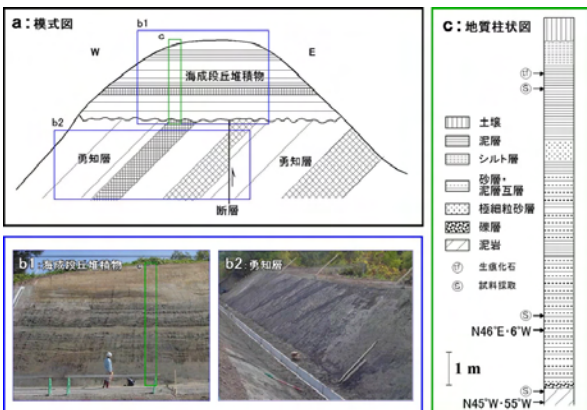 a:模式図
b1
c
W
E
海成段丘堆積物
b2
勇知層
勇知層
断層
b1:海成段丘堆積物
b2:勇知層
c:地質柱状図
土壌
泥層
シルト層
砂層・
泥層互層
極細粒砂層
礫層
泥岩
生痕化石
Ⓢ 試料採取
Ⓢ
Ⓢ
N46°E・6°W
1 m
Ⓢ
N45°W・55°W